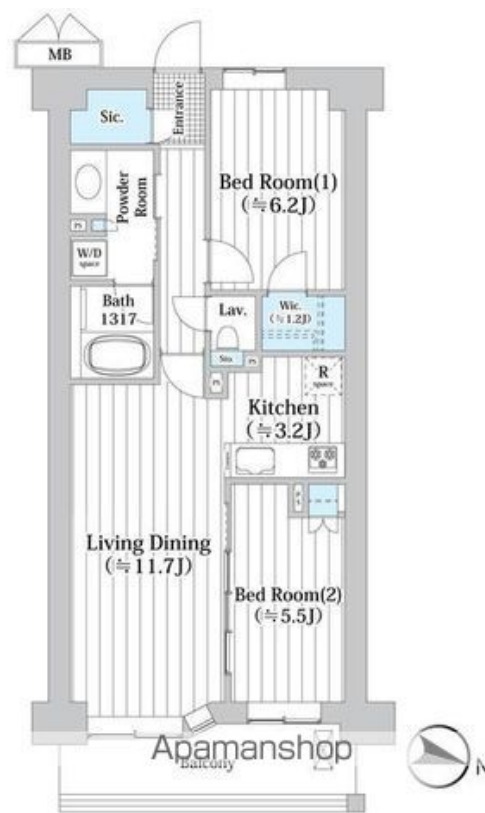 MB
Sic.
Entrance
Bed Room(1)
(≒6.2J)
Powder
Room
PS
W/D
space
Bath
1317
Lav.
Wic.
(≒1.2J)
Sto.
PS
PS
R
space
Kitchen
(≒3.2J)
Living Dining
(≒11.7J)
PS
Bed Room(2)
(≒5.5J)
Apamanshop
Balcony
N